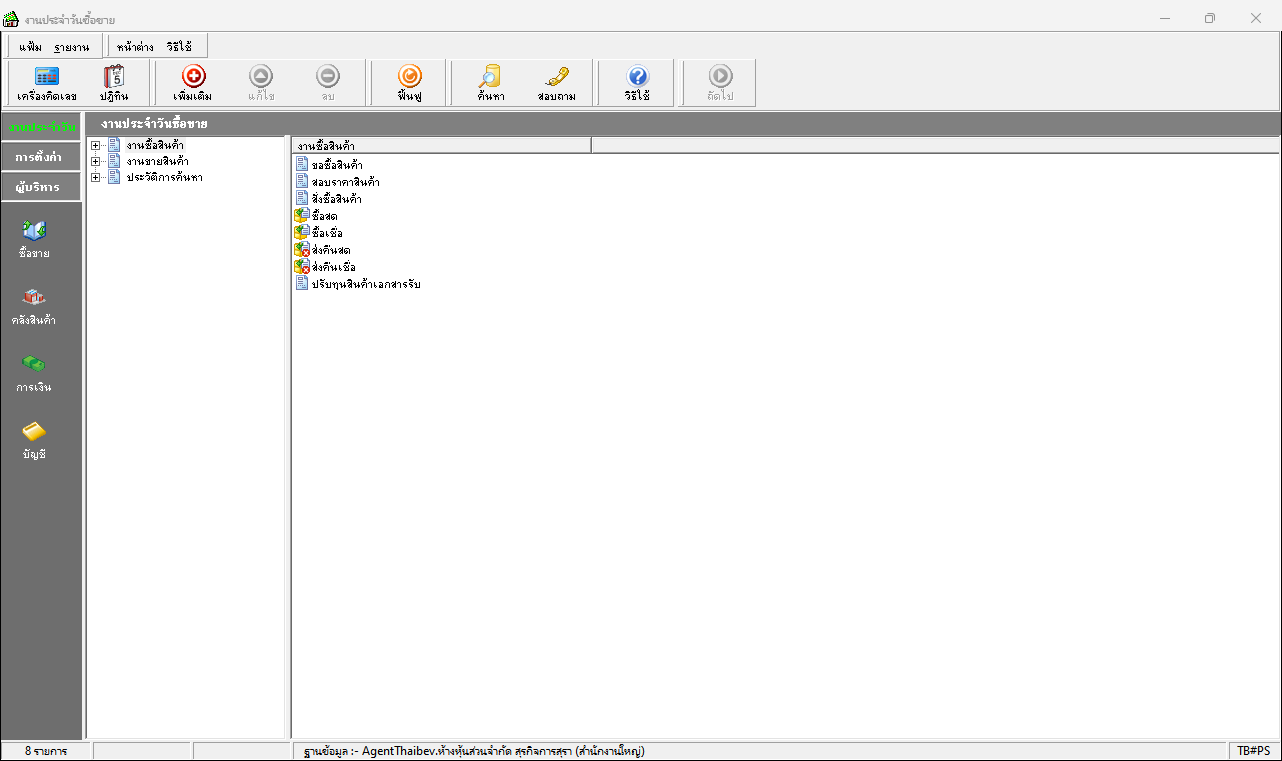 งานประจำวันซื้อขาย
แฟ้ม รายงาน หน้าต่าง วิธีใช้
เครื่องคิดเลข ปฏิทิน เพิ่มเติม แก้ไข ลบ ฟื้นฟู ค้นหา สอบถาม วิธีใช้ ถัดไป
งานประจำวัน
การตั้งค่า
ผู้บริหาร
ซื้อขาย
คลังสินค้า
การเงิน
บัญชี
งานประจำวันซื้อขาย
งานซื้อสินค้า
งานขายสินค้า
ประวัติการค้นหา
งานซื้อสินค้า
ขอซื้อสินค้า
สอบราคาสินค้า
สั่งซื้อสินค้า
ซื้อสด
ซื้อเชื่อ
ส่งคืนสด
ส่งคืนเชื่อ
ปรับทุนสินค้าเอกสารรับ
8 รายการ ฐานข้อมูล :- AgentThaibev.ห้างหุ้นส่วนจำกัด สุรกิจการสุรา (สำนักงานใหญ่) TB#PS